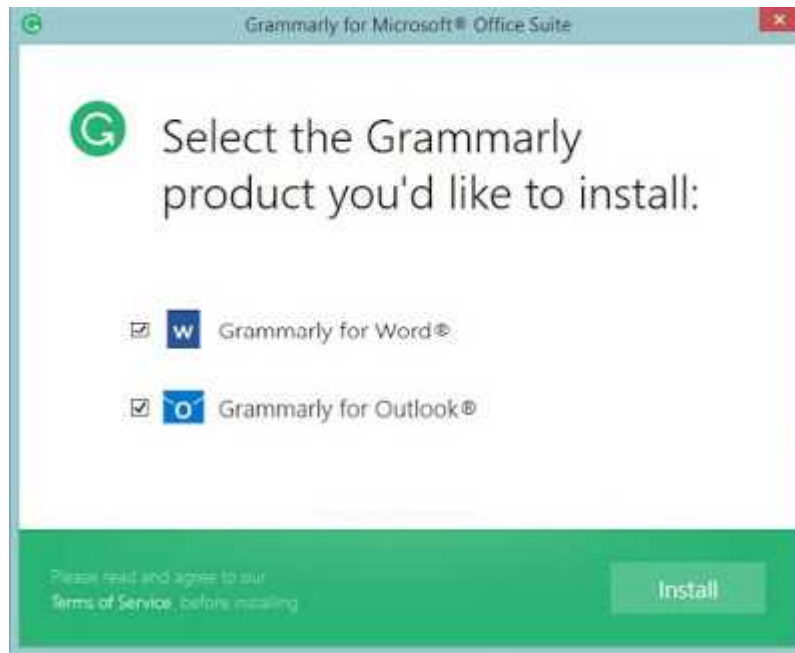 Grammarly for Microsoft® Office Suite
Select the Grammarly
product you'd like to install:
Grammarly for Word®
Grammarly for Outlook®
Please read and agree to our
Terms of Service, before installing
Install